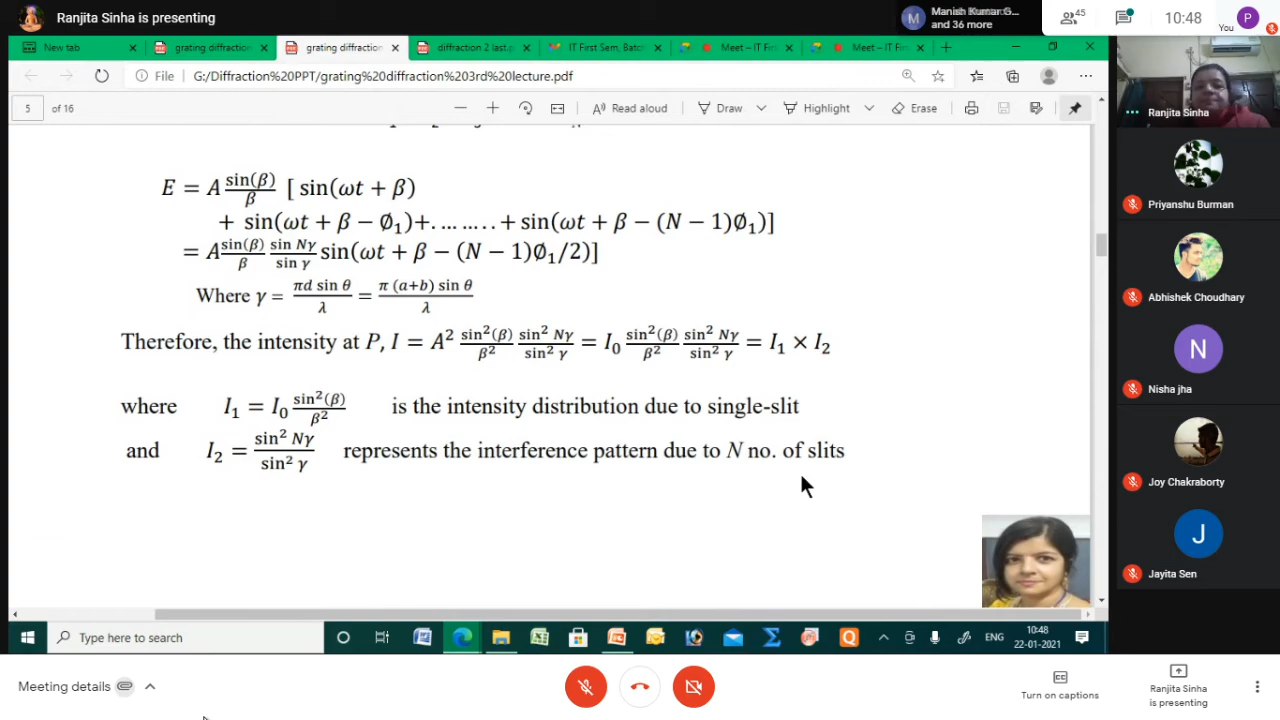 Ranjita Sinha is presenting
Manish Kumar G...
and 36 more
45
10:48
You
P
M
New tab
grating diffraction
grating diffraction
diffraction 2 last.p
IT First Sem, Batch
Meet – IT Fir
Meet – IT Fir
File
G:/Diffraction%20PPT/grating%20diffraction%203rd%20lecture.pdf
5 of 16
Read aloud
Draw
Highlight
Erase
E = A sin(β)/β [ sin(ωt + β)
+ sin(ωt + β − ∅₁)+. … … . . + sin(ωt + β − (N − 1)∅₁)]
= A sin(β)/β sin Nγ/sin γ sin(ωt + β − (N − 1)∅₁/2)]
Where γ = πd sin θ/λ = π (a+b) sin θ/λ
Therefore, the intensity at P, I = A² sin²(β)/β² sin² Nγ/sin² γ = I₀ sin²(β)/β² sin² Nγ/sin² γ = I₁ × I₂
where I₁ = I₀ sin²(β)/β² is the intensity distribution due to single-slit
and I₂ = sin² Nγ/sin² γ represents the interference pattern due to N no. of slits
Ranjita Sinha
Priyanshu Burman
Abhishek Choudhary
N
Nisha jha
Joy Chakraborty
J
Jayita Sen
Type here to search
ENG
10:48
22-01-2021
Meeting details
Turn on captions
Ranjita Sinha
is presenting